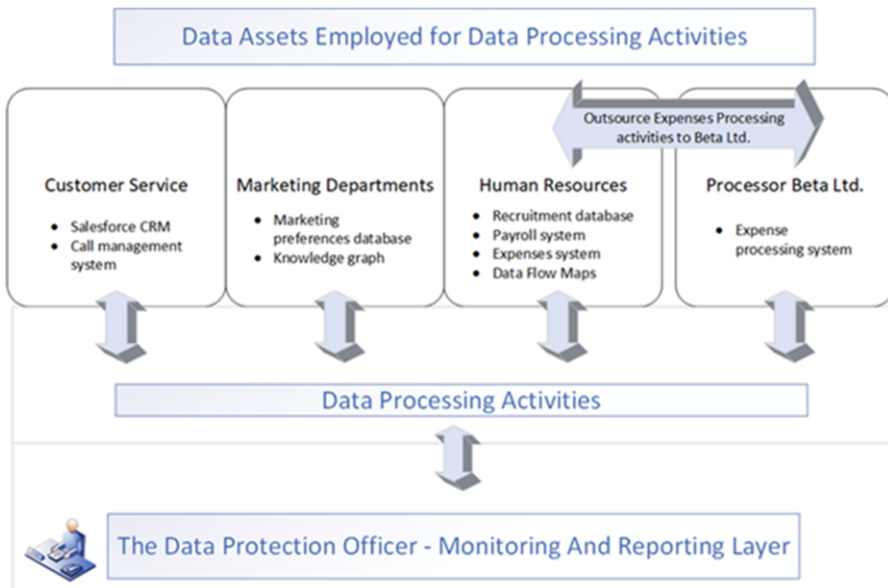 Data Assets Employed for Data Processing Activities
Outsource Expenses Processing
activities to Beta Ltd.
Customer Service
• Salesforce CRM
• Call management
system
Marketing Departments
• Marketing
preferences database
• Knowledge graph
Human Resources
• Recruitment database
• Payroll system
• Expenses system
• Data Flow Maps
Processor Beta Ltd.
• Expense
processing system
Data Processing Activities
The Data Protection Officer - Monitoring And Reporting Layer